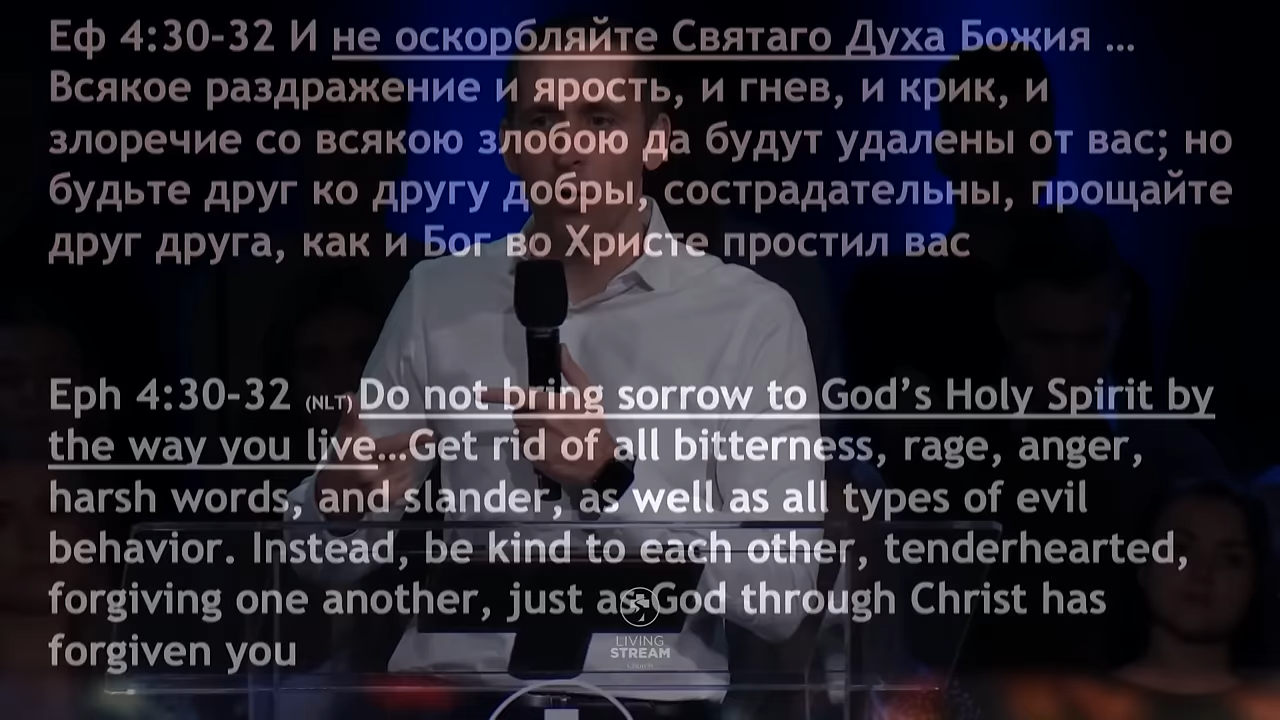 Еф 4:30-32 И не оскорбляйте Святаго Духа Божия ...
Всякое раздражение и ярость, и гнев, и крик, и
злоречие со всякою злобою да будут удалены от вас; но
будьте друг ко другу добры, сострадательны, прощайте
друг друга, как и Бог во Христе простил вас
Eph 4:30-32 (NLT) Do not bring sorrow to God’s Holy Spirit by
the way you live...Get rid of all bitterness, rage, anger,
harsh words, and slander, as well as all types of evil
behavior. Instead, be kind to each other, tenderhearted,
forgiving one another, just as God through Christ has
forgiven you
LIVING
STREAM
Church